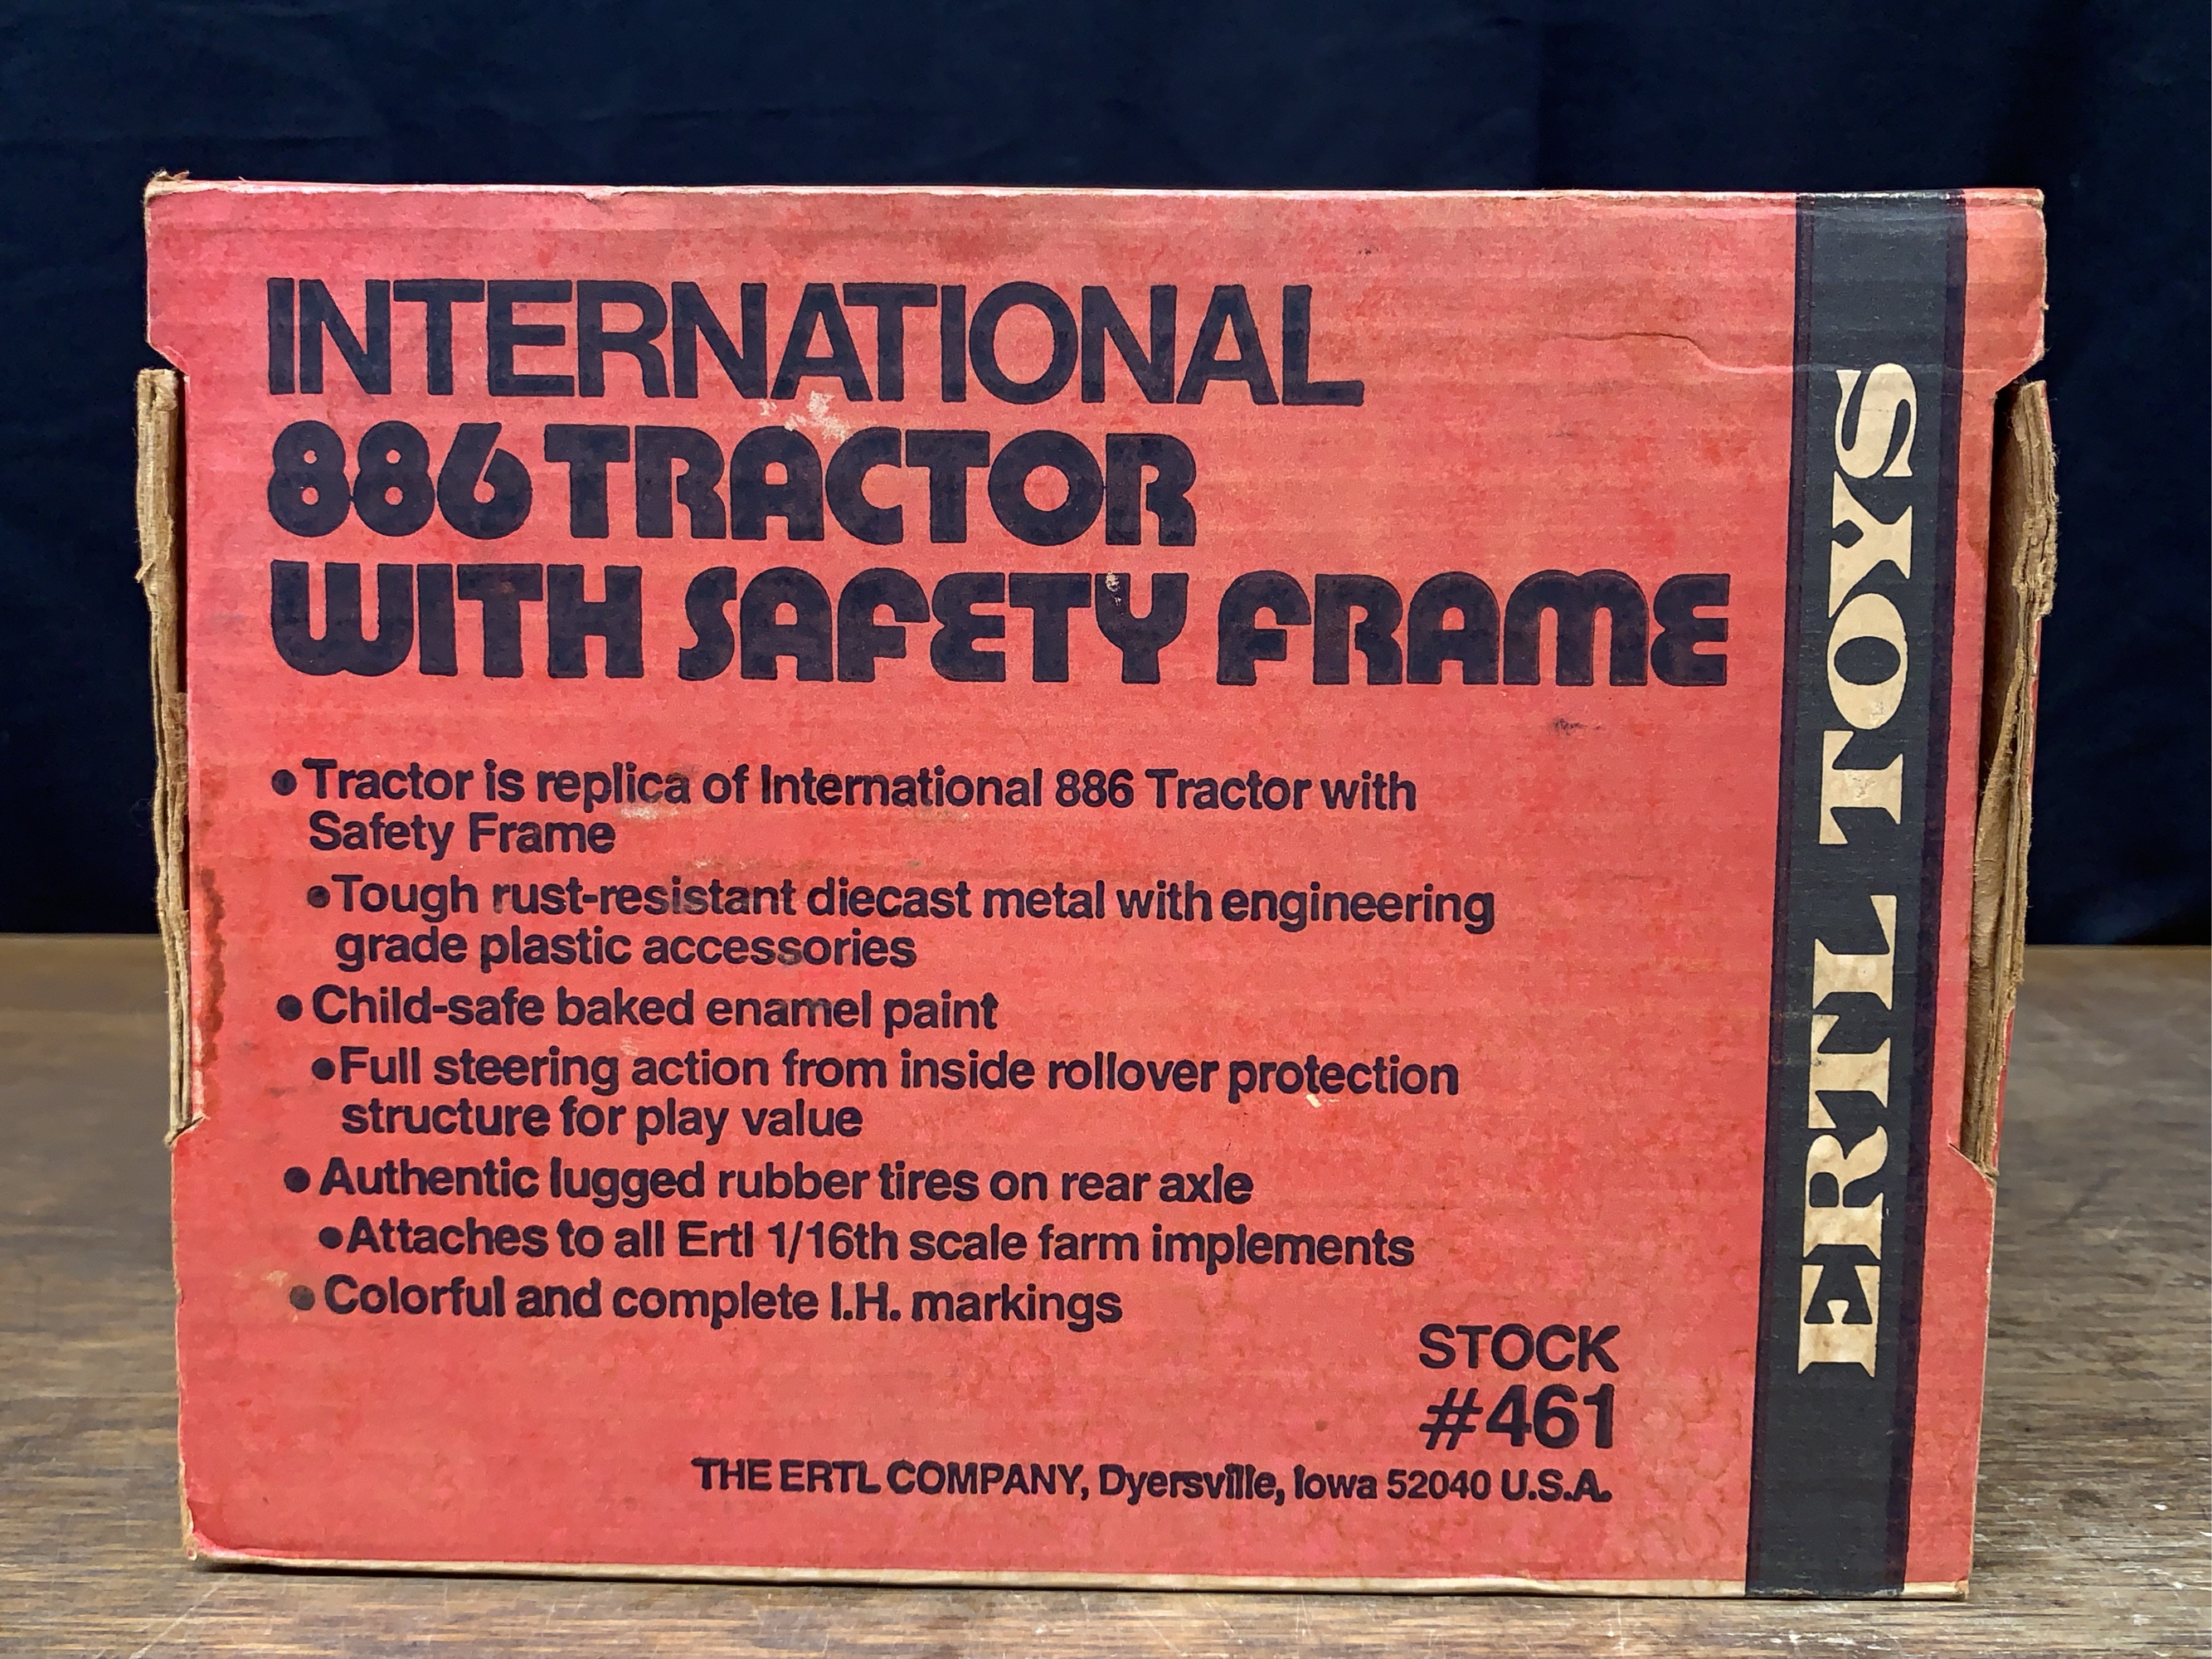 INTERNATIONAL
886 TRACTOR
WITH SAFETY FRAME
•Tractor is replica of International 886 Tractor with
Safety Frame
•Tough rust-resistant diecast metal with engineering
grade plastic accessories
• Child-safe baked enamel paint
•Full steering action from inside rollover protection
structure for play value
• Authentic lugged rubber tires on rear axle
•Attaches to all Ertl 1/16th scale farm implements
• Colorful and complete I.H. markings
STOCK
#461
THE ERTL COMPANY, Dyersville, Iowa 52040 U.S.A.
ERTL TOYS